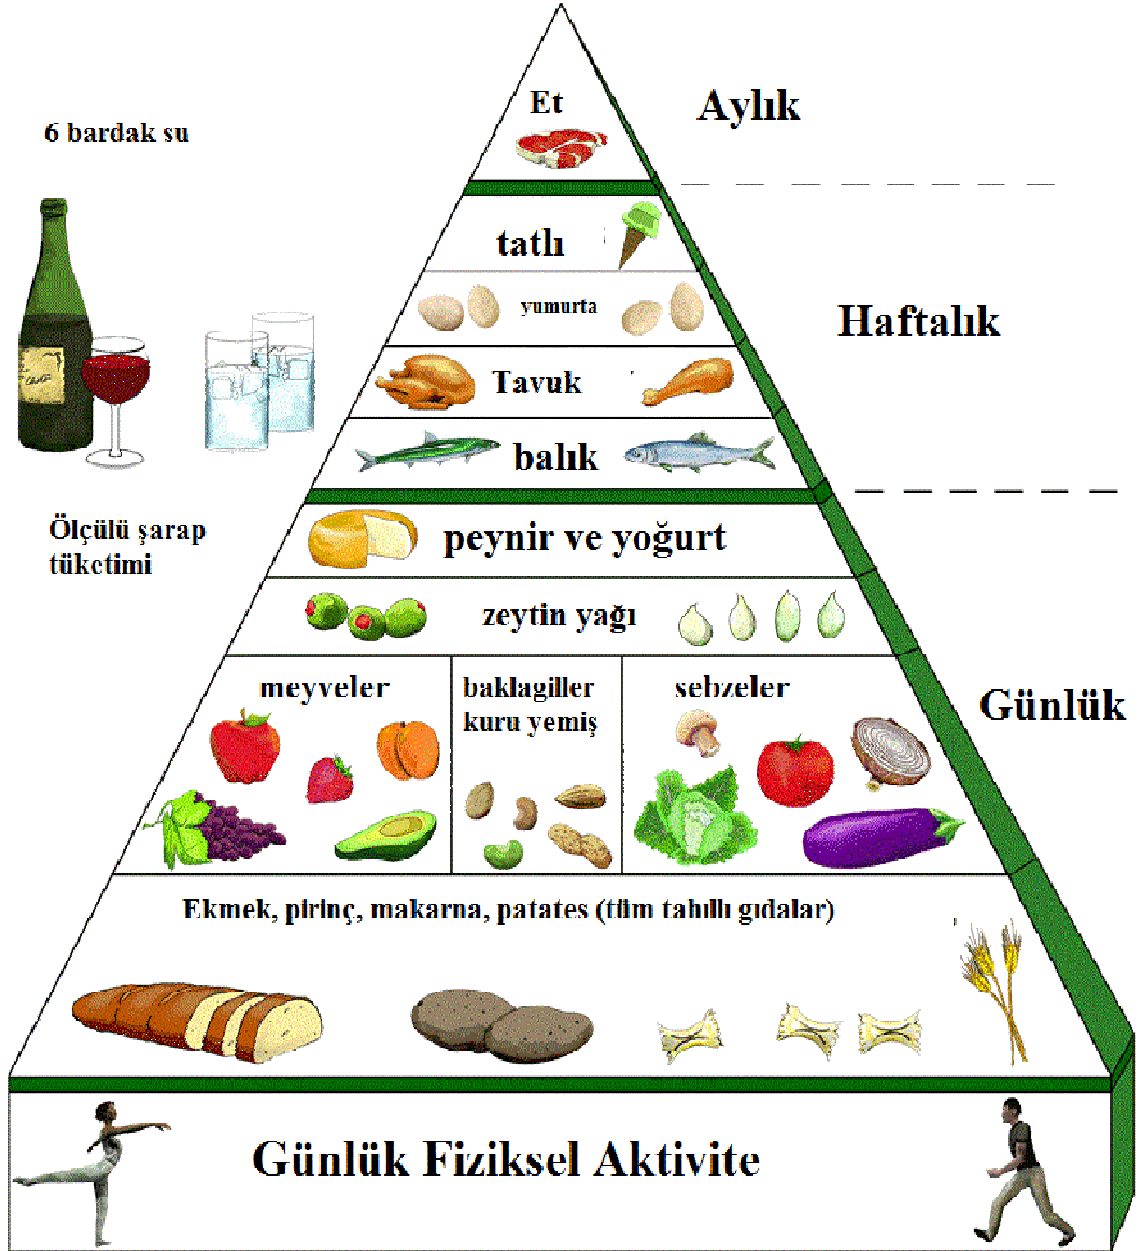 Et
Aylık
6 bardak su
tatlı
yumurta
Haftalık
Tavuk
balık
Ölçülü şarap
tüketimi
peynir ve yoğurt
zeytin yağı
meyveler
baklagiller
kuru yemiş
sebzeler
Günlük
Ekmek, pirinç, makarna, patates (tüm tahıllı gıdalar)
Günlük Fiziksel Aktivite